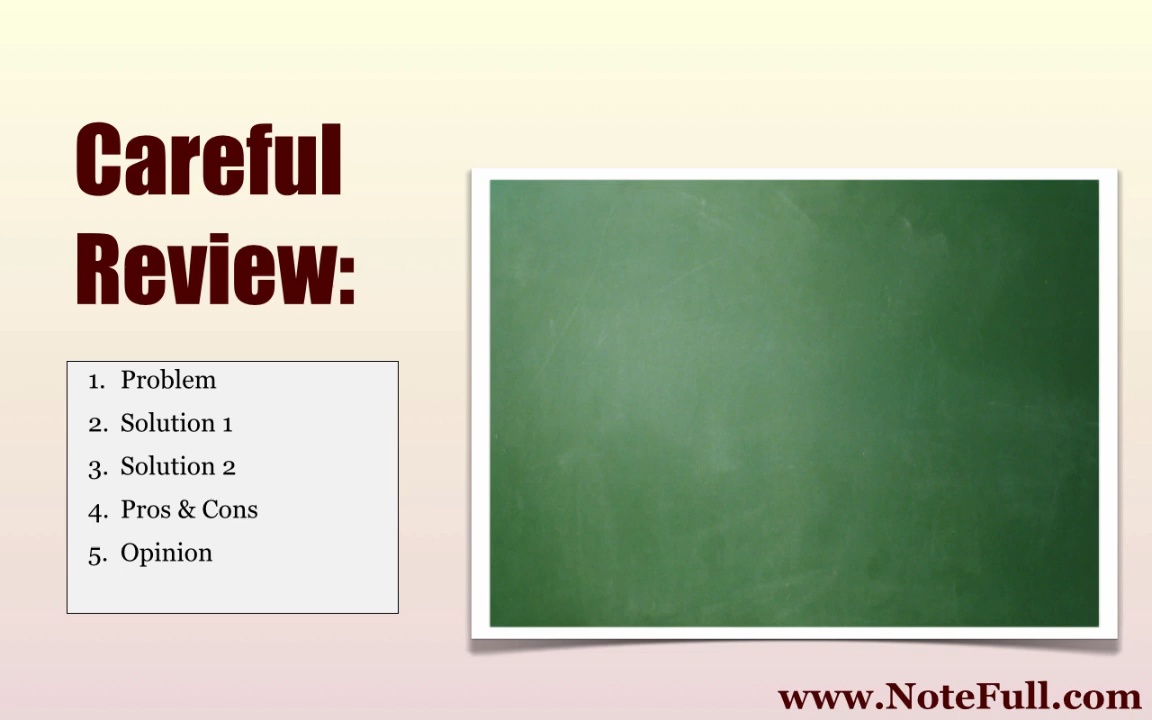 Careful
Review:
1. Problem
2. Solution 1
3. Solution 2
4. Pros & Cons
5. Opinion
www.NoteFull.com